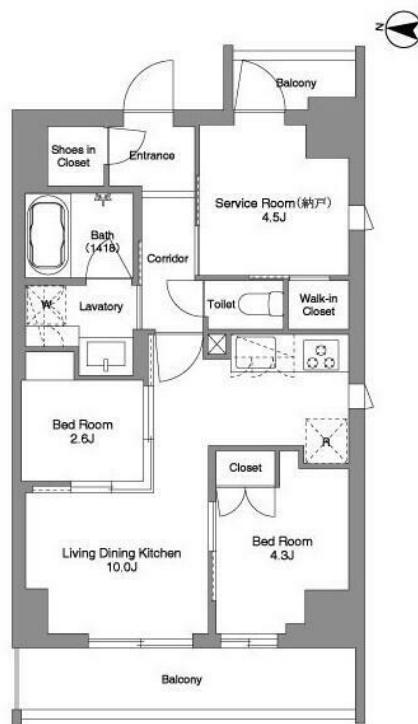 N
Balcony
Shoes in
Closet
Entrance
Service Room(納戸)
4.5J
Bath
(1418)
Corridor
W
Lavatory
Toilet
Walk-in
Closet
Bed Room
2.6J
R
Closet
Living Dining Kitchen
10.0J
Bed Room
4.3J
Balcony